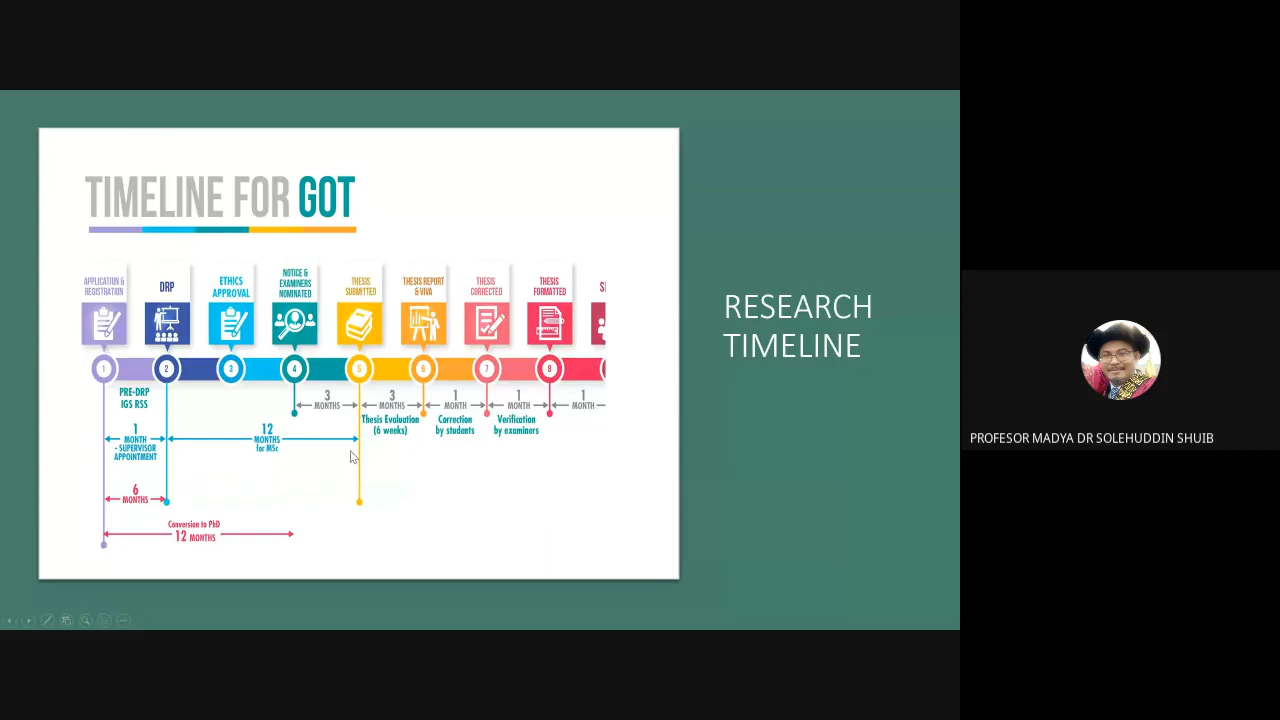 TIMELINE FOR GOT
APPLICATION &
REGISTRATION
DRP
ETHICS
APPROVAL
NOTICE &
EXAMINERS
NOMINATED
THESIS
SUBMITTED
THESIS REPORT
& VIVA
THESIS
CORRECTED
THESIS
FORMATTED
1
2
3
4
5
6
7
8
PRE-DRP
IGS RSS
3
MONTHS
3
MONTHS
1
MONTH
1
MONTH
1
MONTH
Thesis Evaluation
(6 weeks)
Correction
by students
Verification
by examiners
1
MONTH
- SUPERVISOR
APPOINTMENT
12
MONTHS
for MSc
6
MONTHS
Conversion to PhD
12 MONTHS
RESEARCH
TIMELINE
PROFESOR MADYA DR SOLEHUDDIN SHUIB